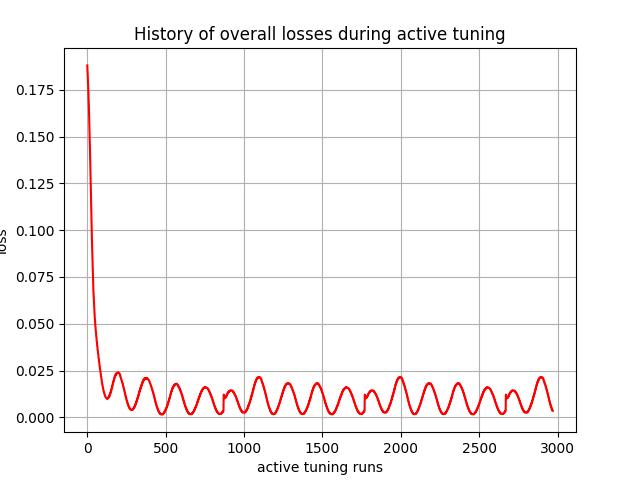 History of overall losses during active tuning
0.175
0.150
0.125
0.100
0.075
0.050
0.025
0.000
loss
0 500 1000 1500 2000 2500 3000
active tuning runs